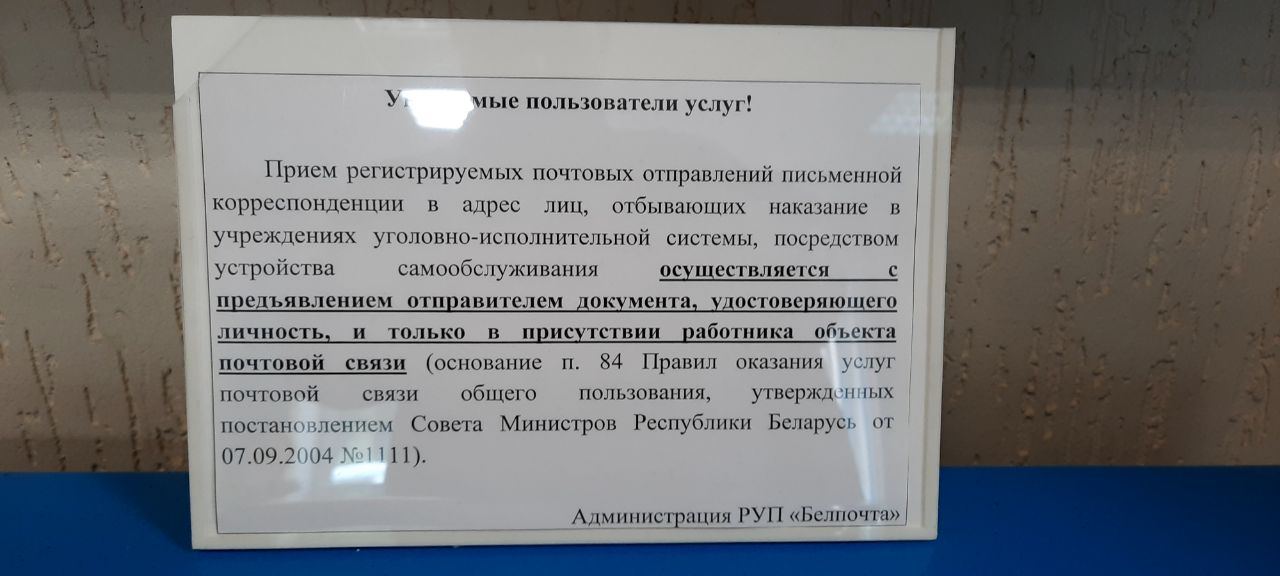 Уважаемые пользователи услуг!
Прием регистрируемых почтовых отправлений письменной
корреспонденции в адрес лиц, отбывающих наказание в
учреждениях уголовно-исполнительной системы, посредством
устройства самообслуживания осуществляется с
предъявлением отправителем документа, удостоверяющего
личность, и только в присутствии работника объекта
почтовой связи (основание п. 84 Правил оказания услуг
почтовой связи общего пользования, утвержденных
постановлением Совета Министров Республики Беларусь от
07.09.2004 №1111).
Администрация РУП «Белпочта»